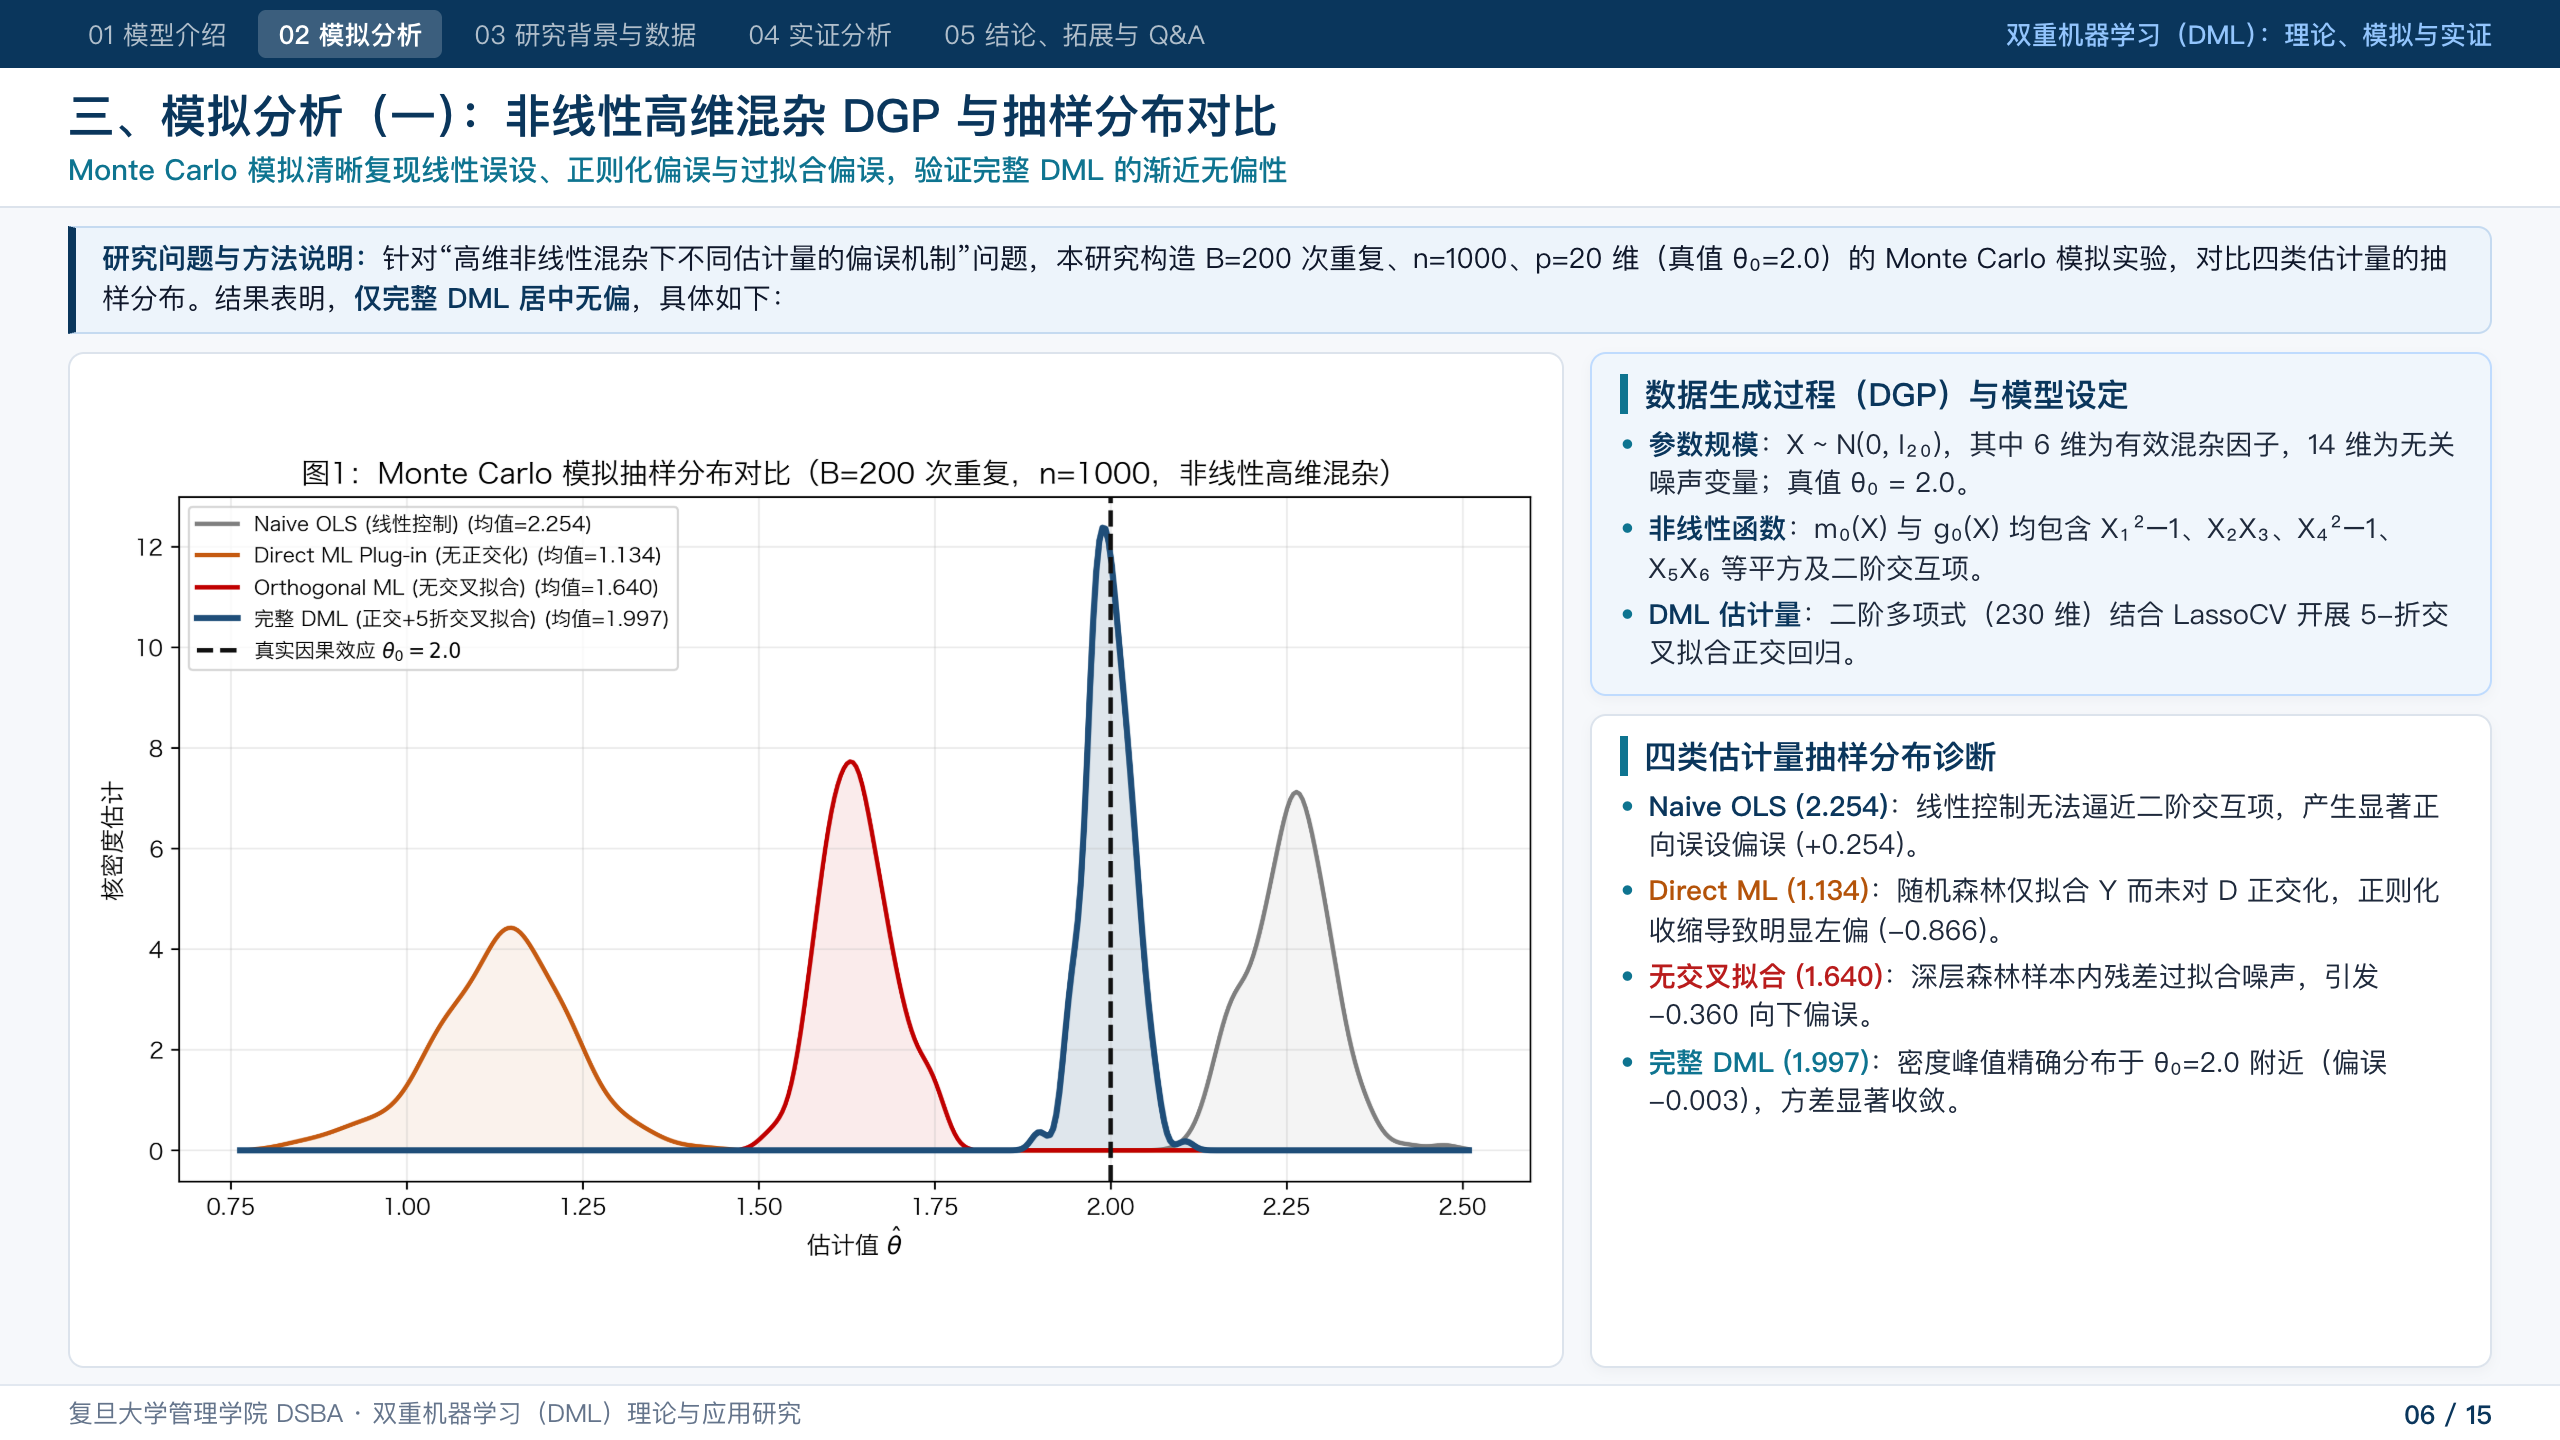 01 模型介绍
02 模拟分析
03 研究背景与数据
04 实证分析
05 结论、拓展与 Q&A
双重机器学习（DML）：理论、模拟与实证
三、模拟分析（一）：非线性高维混杂 DGP 与抽样分布对比
Monte Carlo 模拟清晰复现线性误设、正则化偏误与过拟合偏误，验证完整 DML 的渐近无偏性
研究问题与方法说明：针对“高维非线性混杂下不同估计量的偏误机制”问题，本研究构造 B=200 次重复、n=1000、p=20 维（真值 θ₀=2.0）的 Monte Carlo 模拟实验，对比四类估计量的抽
样分布。结果表明，仅完整 DML 居中无偏，具体如下：
图1：Monte Carlo 模拟抽样分布对比（B=200 次重复，n=1000，非线性高维混杂）
Naive OLS (线性控制) (均值=2.254)
Direct ML Plug-in (无正交化) (均值=1.134)
Orthogonal ML (无交叉拟合) (均值=1.640)
完整 DML (正交+5折交叉拟合) (均值=1.997)
真实因果效应 θ₀ = 2.0
12
10
8
6
4
2
0
核密度估计
0.75
1.00
1.25
1.50
1.75
2.00
2.25
2.50
估计值 θ̂
数据生成过程（DGP）与模型设定
• 参数规模：X ~ N(0, I₂₀)，其中 6 维为有效混杂因子，14 维为无关
噪声变量；真值 θ₀ = 2.0。
• 非线性函数：m₀(X) 与 g₀(X) 均包含 X₁²−1、X₂X₃、X₄²−1、
X₅X₆ 等平方及二阶交互项。
• DML 估计量：二阶多项式（230 维）结合 LassoCV 开展 5–折交
叉拟合正交回归。
四类估计量抽样分布诊断
• Naive OLS (2.254)：线性控制无法逼近二阶交互项，产生显著正
向误设偏误 (+0.254)。
• Direct ML (1.134)：随机森林仅拟合 Y 而未对 D 正交化，正则化
收缩导致明显左偏 (−0.866)。
• 无交叉拟合 (1.640)：深层森林样本内残差过拟合噪声，引发
−0.360 向下偏误。
• 完整 DML (1.997)：密度峰值精确分布于 θ₀=2.0 附近（偏误
−0.003），方差显著收敛。
复旦大学管理学院 DSBA · 双重机器学习（DML）理论与应用研究
06 / 15